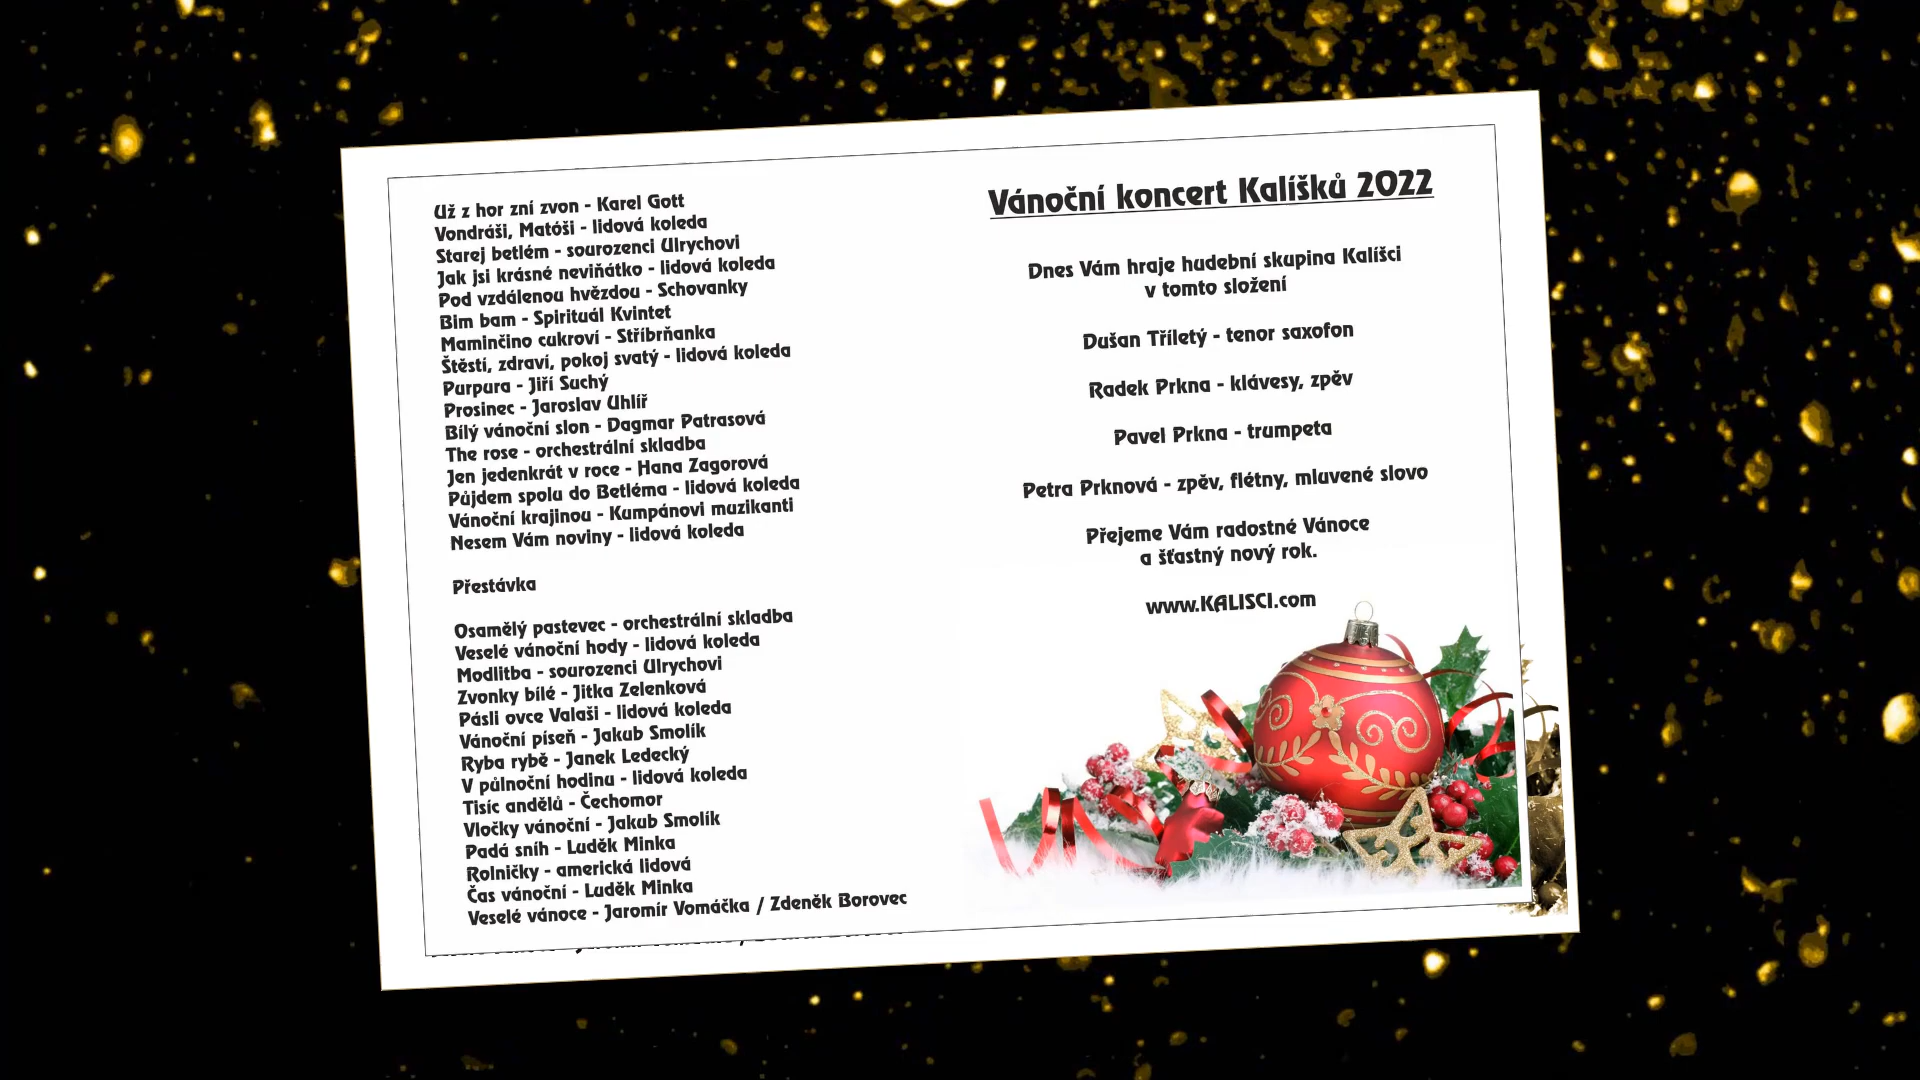 Už z hor zní zvon - Karel Gott
Vondráši, Matóši - lidová koleda
Starej betlém - sourozenci Ulrychovi
Jak jsi krásné neviňátko - lidová koleda
Pod vzdálenou hvězdou - Schovanky
Bim bam - Spirituál Kvintet
Maminčino cukroví - Stříbrňanka
Štěstí, zdraví, pokoj svatý - lidová koleda
Purpura - Jiří Suchý
Prosinec - Jaroslav Uhlíř
Bílý vánoční slon - Dagmar Patrasová
The rose - orchestrální skladba
Jen jedenkrát v roce - Hana Zagorová
Půjdem spolu do Betléma - lidová koleda
Vánoční krajinou - Kumpánovi muzikanti
Nesem Vám noviny - lidová koleda
Přestávka
Osamělý pastevec - orchestrální skladba
Veselé vánoční hody - lidová koleda
Modlitba - sourozenci Ulrychovi
Zvonky bílé - Jitka Zelenková
Pásli ovce Valaši - lidová koleda
Vánoční píseň - Jakub Smolík
Ryba rybě - Janek Ledecký
V půlnoční hodinu - lidová koleda
Tisíc andělů - Čechomor
Vločky vánoční - Jakub Smolík
Padá sníh - Luděk Minka
Rolničky - americká lidová
Čas vánoční - Luděk Minka
Veselé vánoce - Jaromír Vomáčka / Zdeněk Borovec
Vánoční koncert Kalíšků 2022
Dnes Vám hraje hudební skupina Kalíšci
v tomto složení
Dušan Tříletý - tenor saxofon
Radek Prkna - klávesy, zpěv
Pavel Prkna - trumpeta
Petra Prknová - zpěv, flétny, mluvené slovo
Přejeme Vám radostné Vánoce
a šťastný nový rok.
www.KALISCI.com